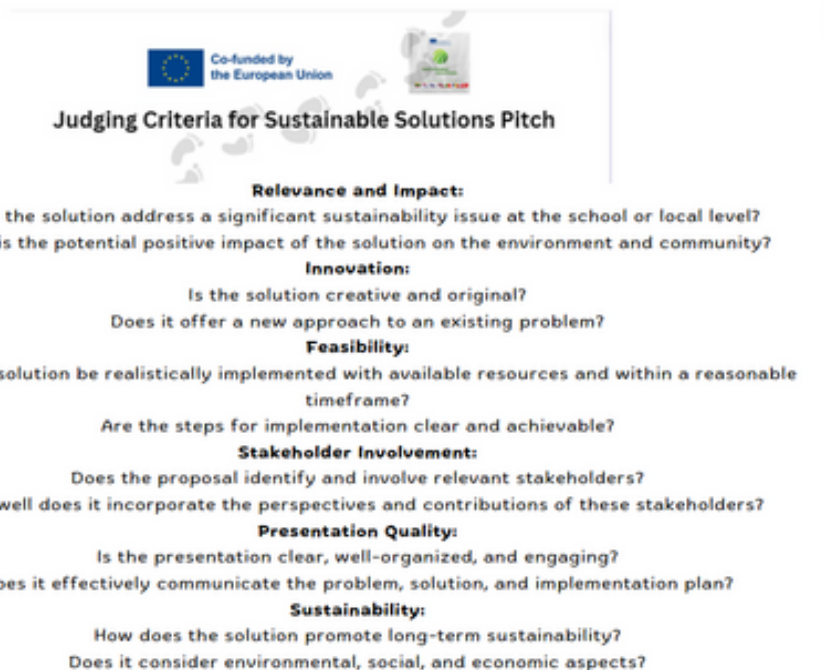 Co-funded by
the European Union
Judging Criteria for Sustainable Solutions Pitch
Relevance and Impact:
the solution address a significant sustainability issue at the school or local level?
is the potential positive impact of the solution on the environment and community?
Innovation:
Is the solution creative and original?
Does it offer a new approach to an existing problem?
Feasibility:
solution be realistically implemented with available resources and within a reasonable
timeframe?
Are the steps for implementation clear and achievable?
Stakeholder Involvement:
Does the proposal identify and involve relevant stakeholders?
well does it incorporate the perspectives and contributions of these stakeholders?
Presentation Quality:
Is the presentation clear, well-organized, and engaging?
oes it effectively communicate the problem, solution, and implementation plan?
Sustainability:
How does the solution promote long-term sustainability?
Does it consider environmental, social, and economic aspects?